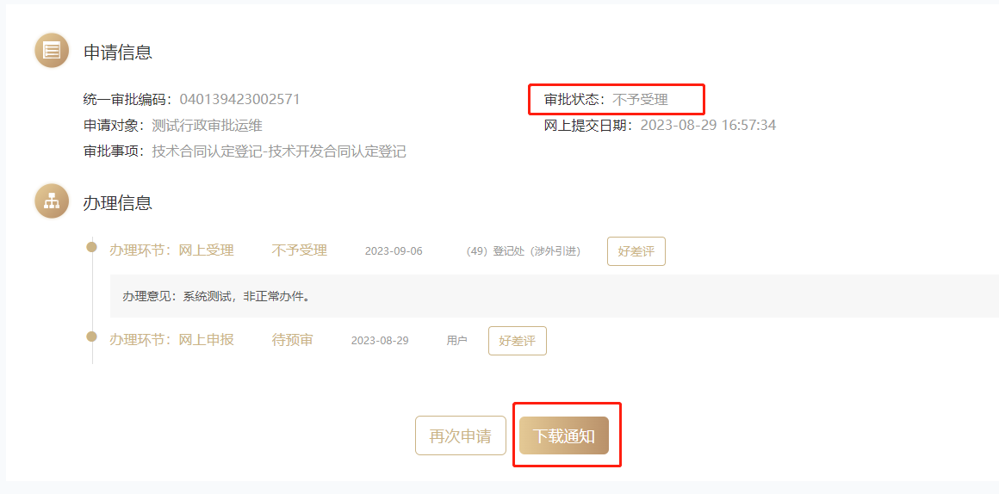 申请信息
统一审批编码：040139423002571
审批状态：不予受理
申请对象：测试行政审批运维
网上提交日期：2023-08-29 16:57:34
审批事项：技术合同认定登记-技术开发合同认定登记
办理信息
办理环节：网上受理 不予受理 2023-09-06 （49）登记处（涉外引进） 好差评
办理意见：系统测试，非正常办件。
办理环节：网上申报 待预审 2023-08-29 用户 好差评
再次申请 下载通知